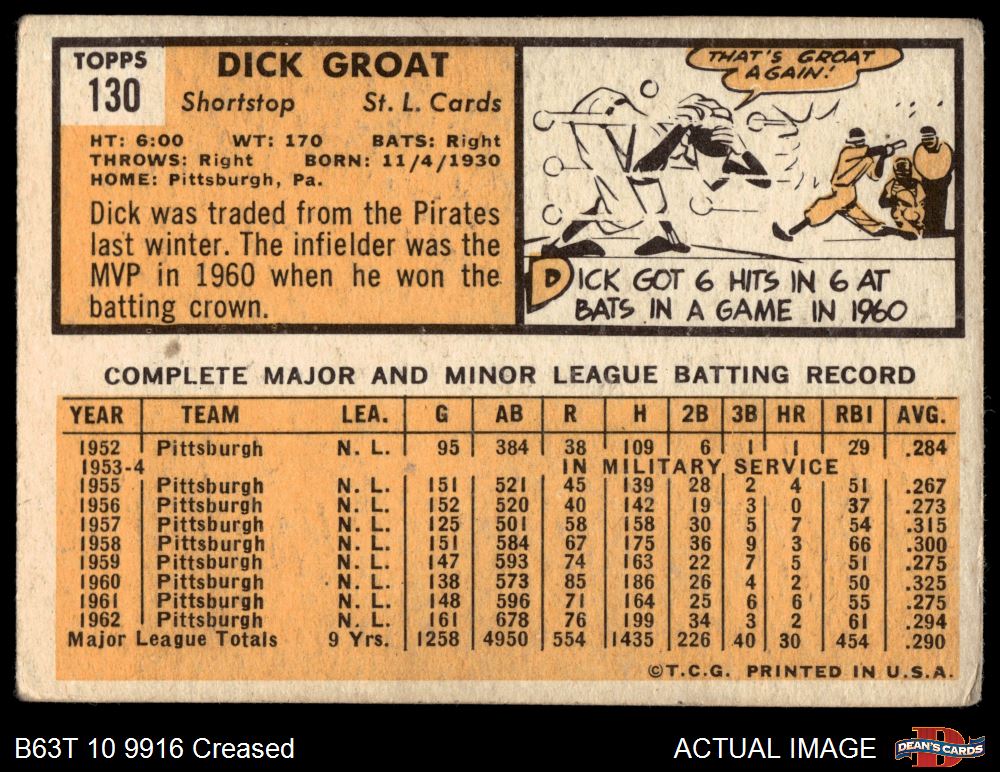 TOPPS
130
DICK GROAT
Shortstop St. L. Cards
HT: 6:00 WT: 170 BATS: Right
THROWS: Right BORN: 11/4/1930
HOME: Pittsburgh, Pa.
Dick was traded from the Pirates
last winter. The infielder was the
MVP in 1960 when he won the
batting crown.
THAT'S GROAT
AGAIN!
DICK GOT 6 HITS IN 6 AT
BATS IN A GAME IN 1960
COMPLETE MAJOR AND MINOR LEAGUE BATTING RECORD
YEAR TEAM LEA. G AB R H 2B 3B HR RBI AVG.
1952 Pittsburgh N. L. 95 384 38 109 6 1 1 29 .284
1953-4 IN MILITARY SERVICE
1955 Pittsburgh N. L. 151 521 45 139 28 2 4 51 .267
1956 Pittsburgh N. L. 152 520 40 142 19 3 0 37 .273
1957 Pittsburgh N. L. 125 501 58 158 30 5 7 54 .315
1958 Pittsburgh N. L. 151 584 67 175 36 9 3 66 .300
1959 Pittsburgh N. L. 147 593 74 163 22 7 5 51 .275
1960 Pittsburgh N. L. 138 573 85 186 26 4 2 50 .325
1961 Pittsburgh N. L. 148 596 71 164 25 6 6 55 .275
1962 Pittsburgh N. L. 161 678 76 199 34 3 2 61 .294
Major League Totals 9 Yrs. 1258 4950 554 1435 226 40 30 454 .290
©T.C.G. PRINTED IN U.S.A.
B63T 10 9916 Creased
ACTUAL IMAGE
DEAN'S CARDS